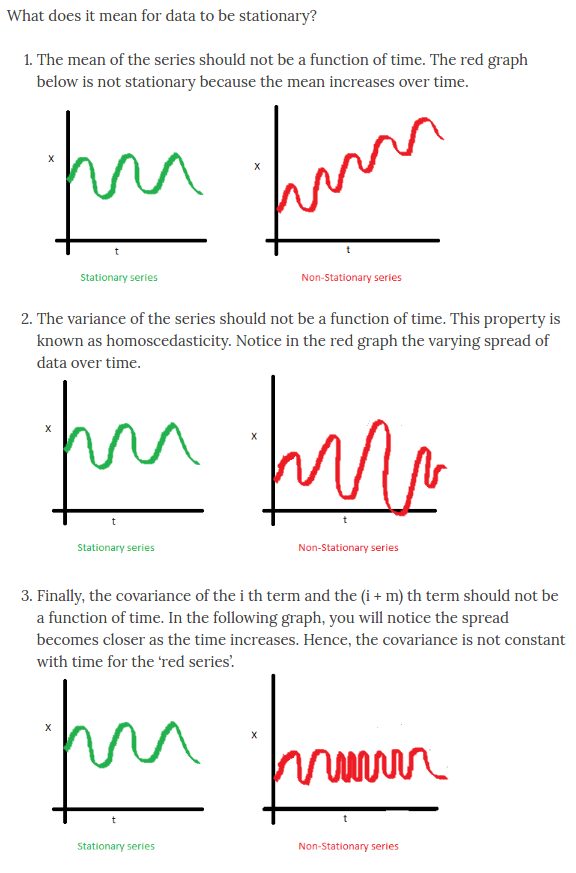 What does it mean for data to be stationary?
1. The mean of the series should not be a function of time. The red graph
below is not stationary because the mean increases over time.
X
X
t
t
Stationary series
Non-Stationary series
2. The variance of the series should not be a function of time. This property is
known as homoscedasticity. Notice in the red graph the varying spread of
data over time.
X
X
t
t
Stationary series
Non-Stationary series
3. Finally, the covariance of the i th term and the (i + m) th term should not be
a function of time. In the following graph, you will notice the spread
becomes closer as the time increases. Hence, the covariance is not constant
with time for the ‘red series’.
X
X
t
t
Stationary series
Non-Stationary series